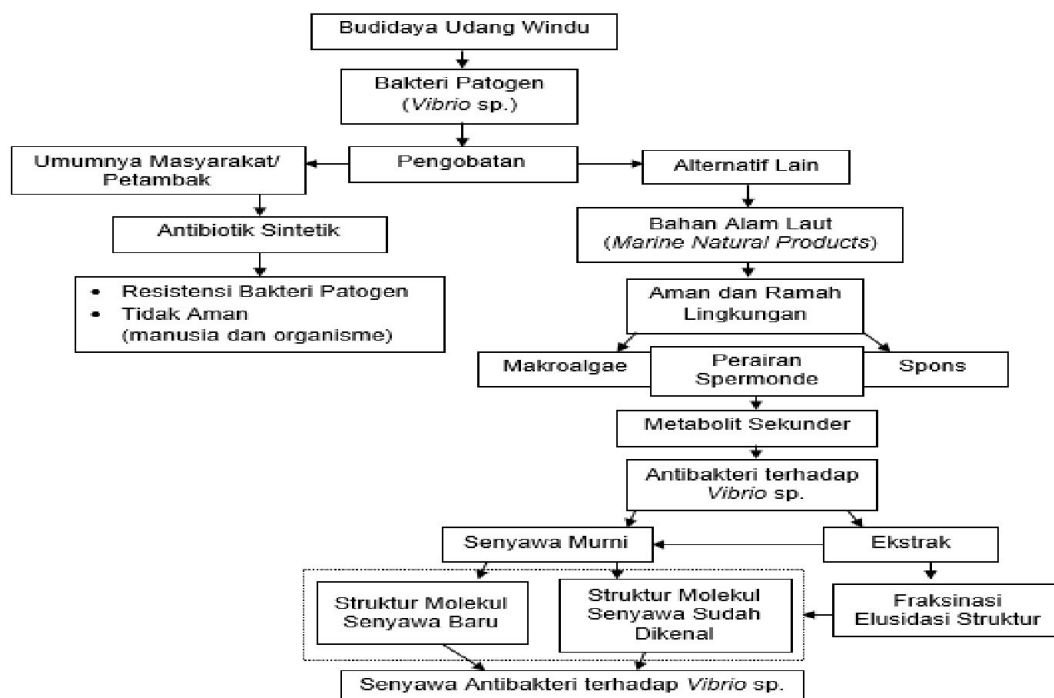 Budidaya Udang Windu
Bakteri Patogen
(Vibrio sp.)
Umumnya Masyarakat/
Petambak
Pengobatan
Alternatif Lain
Antibiotik Sintetik
Bahan Alam Laut
(Marine Natural Products)
• Resistensi Bakteri Patogen
• Tidak Aman
(manusia dan organisme)
Aman dan Ramah
Lingkungan
Makroalgae
Perairan
Spermonde
Spons
Metabolit Sekunder
Antibakteri terhadap
Vibrio sp.
Senyawa Murni
Ekstrak
Struktur Molekul
Senyawa Baru
Struktur Molekul
Senyawa Sudah
Dikenal
Fraksinasi
Elusidasi Struktur
Senyawa Antibakteri terhadap Vibrio sp.